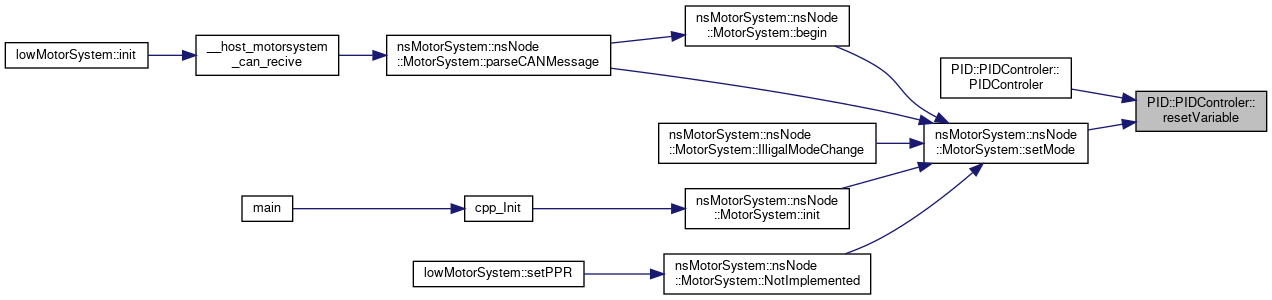 lowMotorSystem::init
__host_motorsystem
_can_recive
nsMotorSystem::nsNode
::MotorSystem::parseCANMessage
nsMotorSystem::nsNode
::MotorSystem::begin
PID::PIDControler::
PIDControler
PID::PIDControler::
resetVariable
nsMotorSystem::nsNode
::MotorSystem::IlligalModeChange
nsMotorSystem::nsNode
::MotorSystem::setMode
main
cpp_Init
nsMotorSystem::nsNode
::MotorSystem::init
lowMotorSystem::setPPR
nsMotorSystem::nsNode
::MotorSystem::NotImplemented